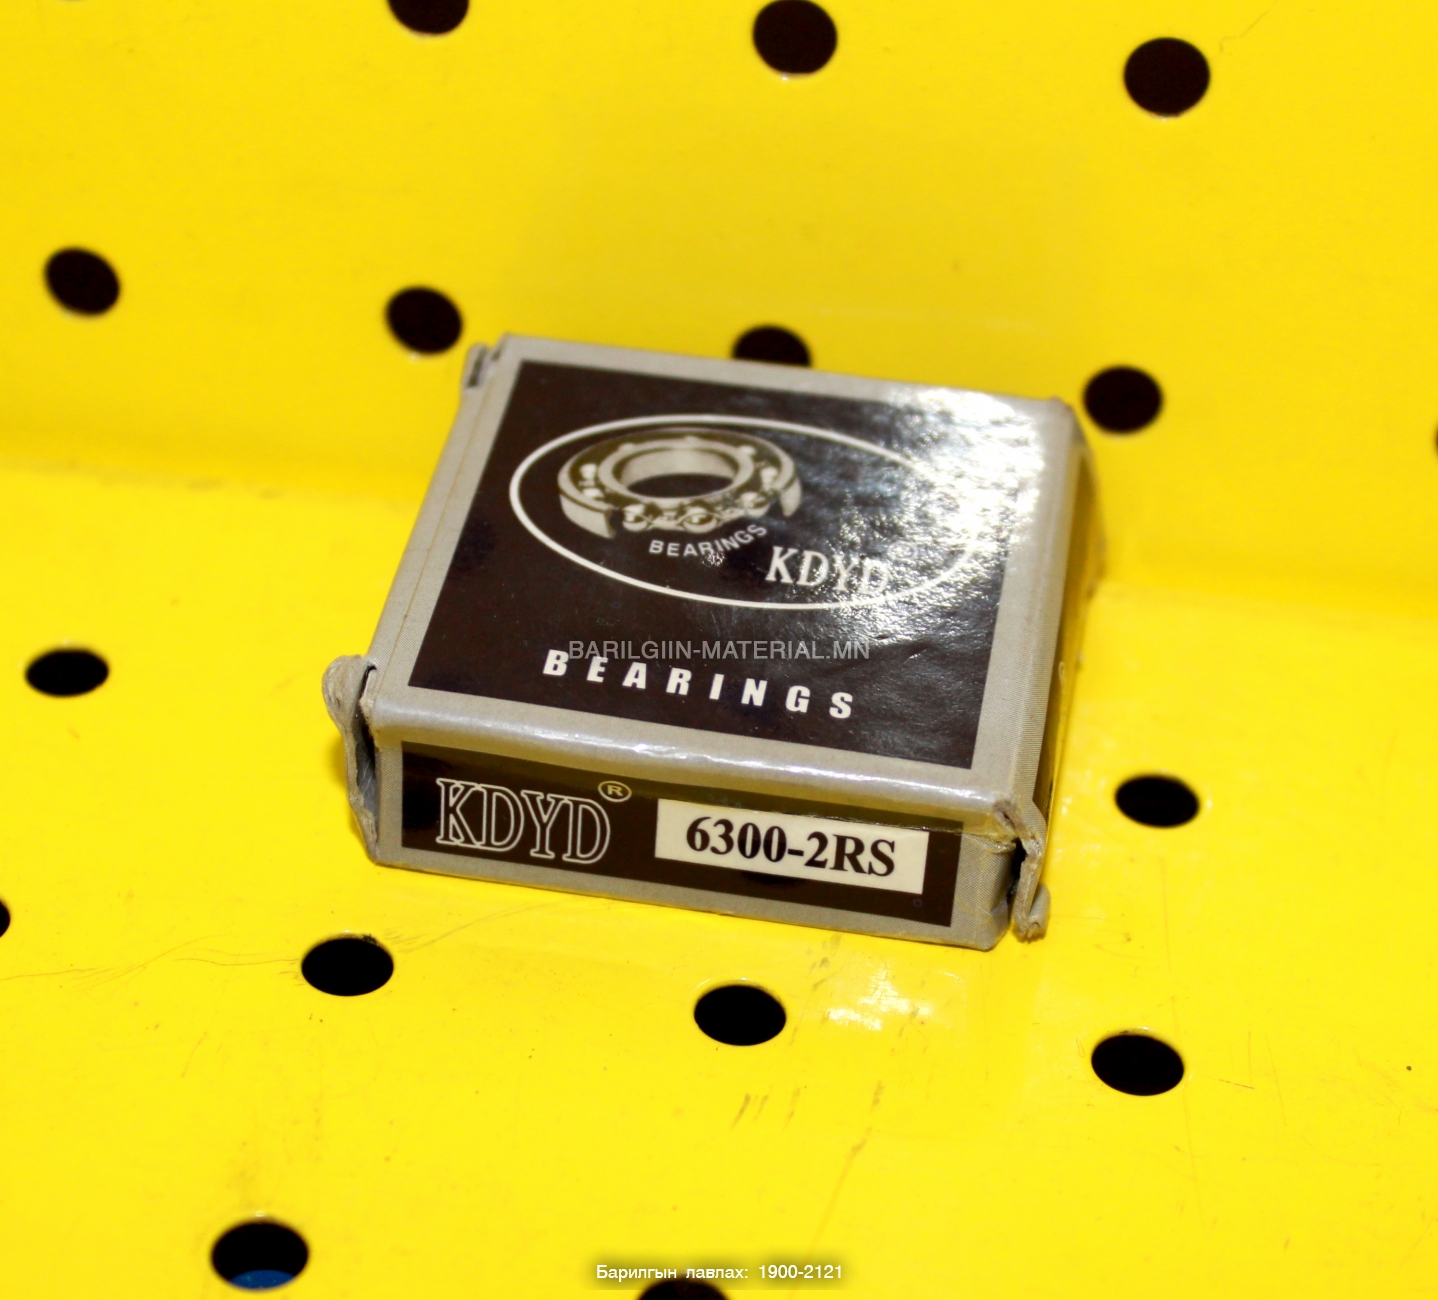 BEARINGS
KDYD
BARILGIIN-MATERIAL.MN
BEARINGS
KDYD®
6300-2RS
Барилгын лавлах: 1900-2121